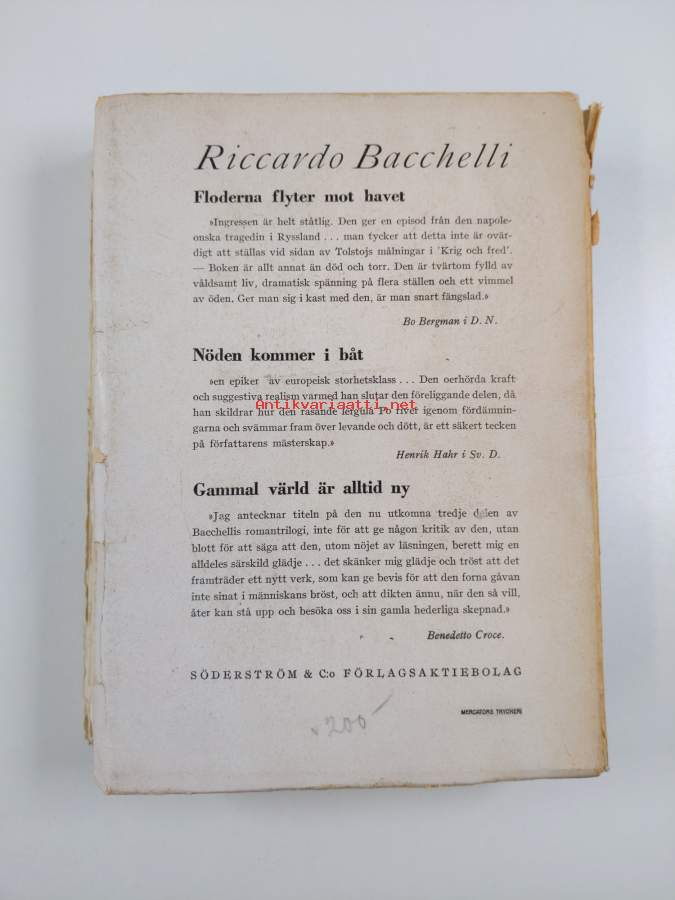 Riccardo Bacchelli
Floderna flyter mot havet
»Ingressen är helt ståtlig. Den ger en episod från den napole-
onska tragedin i Ryssland . . . man tycker att detta inte är ovär-
digt att ställas vid sidan av Tolstojs målningar i 'Krig och fred'.
— Boken är allt annat än död och torr. Den är tvärtom fylld av
våldsamt liv, dramatisk spänning på flera ställen och ett vimmel
av öden. Ger man sig i kast med den, är man snart fängslad.»
Bo Bergman i D. N.
Nöden kommer i båt
»en epiker av europeisk storhetsklass . . . Den oerhörda kraft
och suggestiva realism varmed han slutar den föreliggande delen, då
Antikvariaatti.net
han skildrar hur den rasande lergula Po river igenom fördämnin-
garna och svämmar fram över levande och dött, är ett säkert tecken
på författarens mästerskap.»
Henrik Hahr i Sv. D.
Gammal värld är alltid ny
»Jag antecknar titeln på den nu utkomna tredje delen av
Bacchellis romantrilogi, inte för att ge någon kritik av den, utan
blott för att säga att den, utom nöjet av läsningen, berett mig en
alldeles särskild glädje . . . det skänker mig glädje och tröst att det
framträder ett nytt verk, som kan ge bevis för att den forna gåvan
inte sinat i människans bröst, och att dikten ännu, när den så vill,
åter kan stå upp och besöka oss i sin gamla hederliga skepnad.»
Benedetto Croce.
SÖDERSTRÖM & C:o FÖRLAGSAKTIEBOLAG
MERCATORS TRYCKERI
200